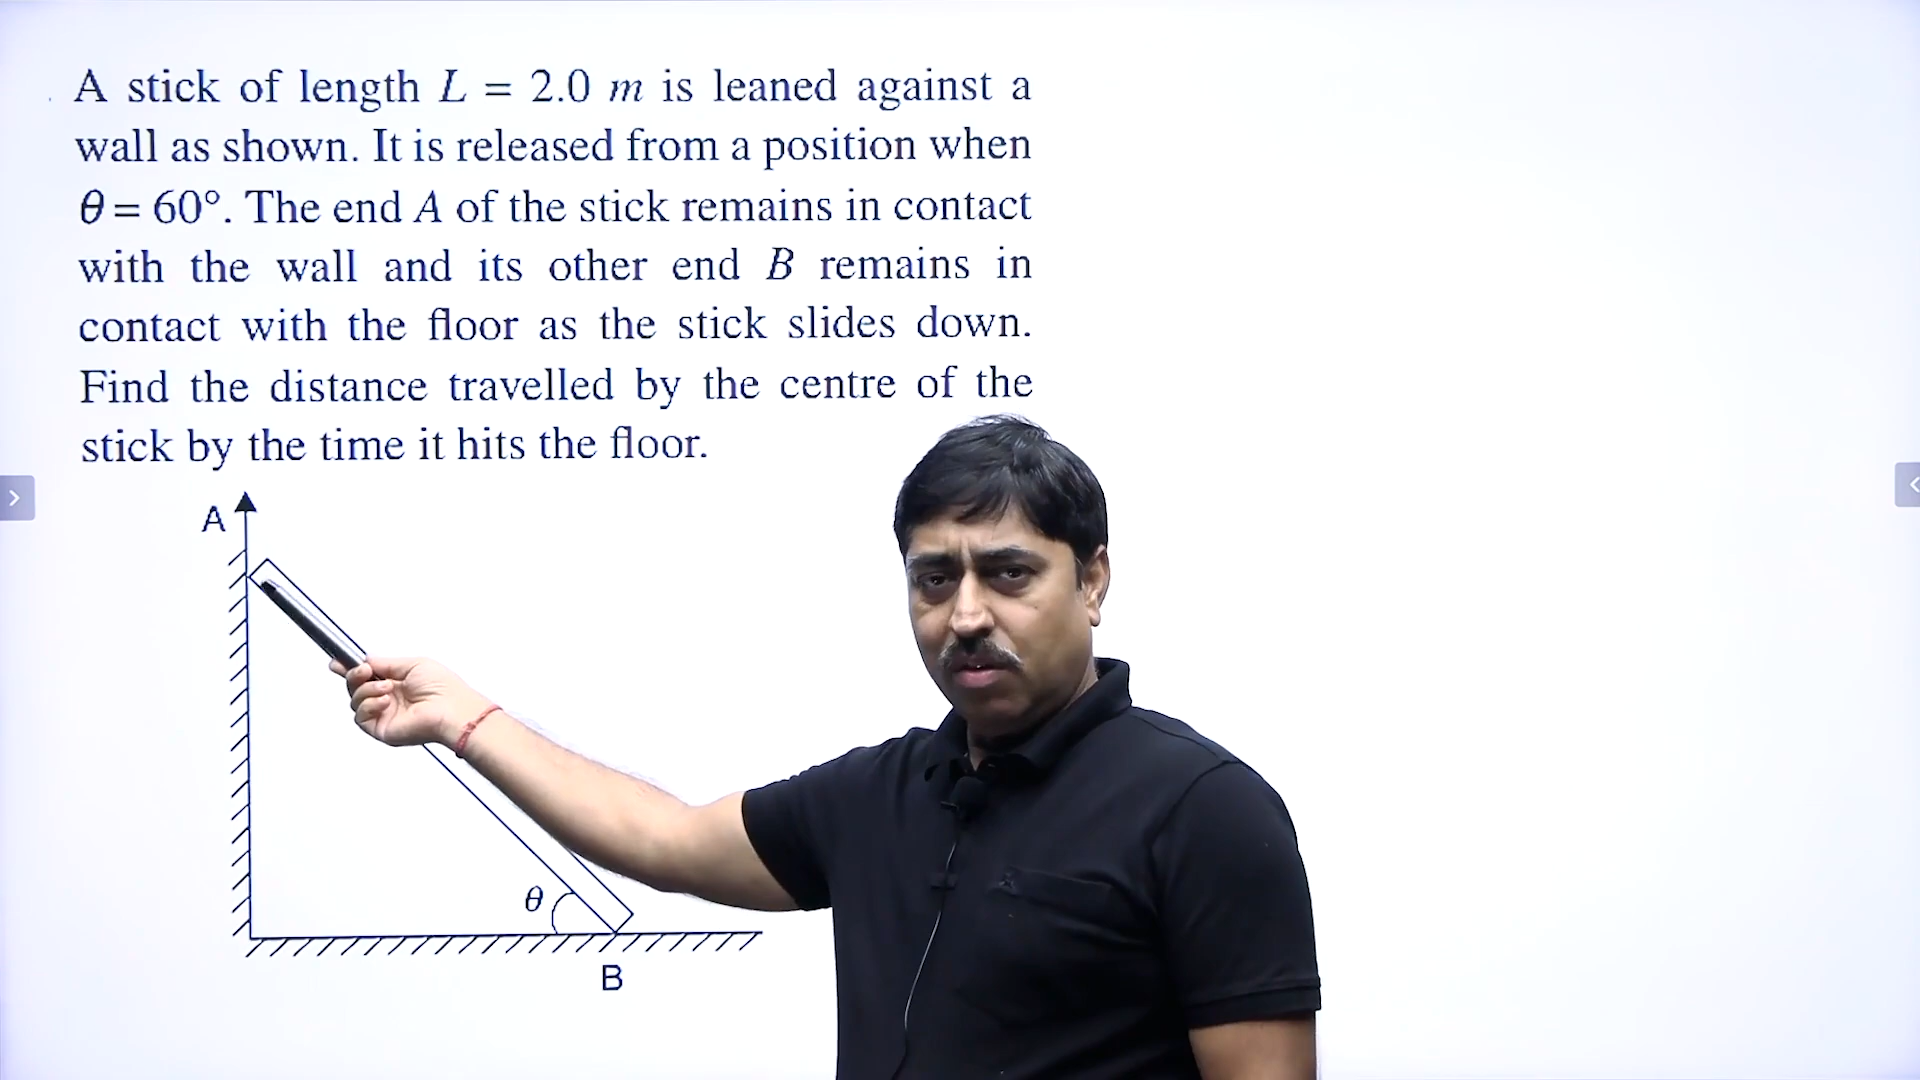 A stick of length L = 2.0 m is leaned against a
wall as shown. It is released from a position when
θ = 60°. The end A of the stick remains in contact
with the wall and its other end B remains in
contact with the floor as the stick slides down.
Find the distance travelled by the centre of the
stick by the time it hits the floor.
A
θ
B